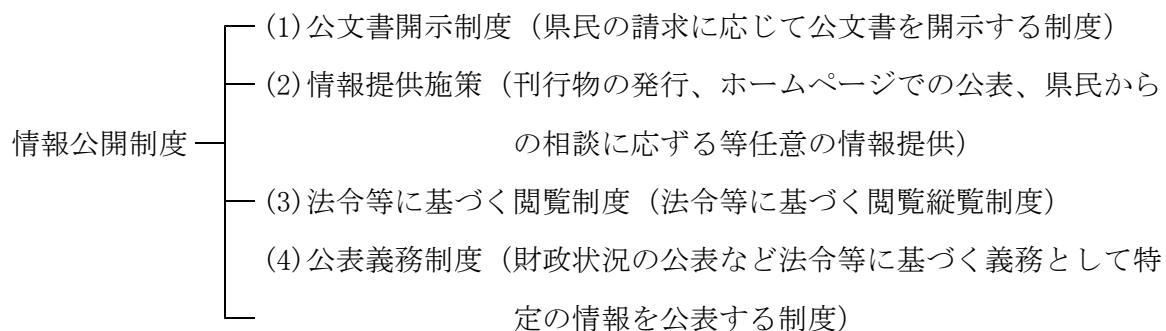 (1)公文書開示制度（県民の請求に応じて公文書を開示する制度）
(2)情報提供施策（刊行物の発行、ホームページでの公表、県民から
の相談に応ずる等任意の情報提供）
情報公開制度
(3)法令等に基づく閲覧制度（法令等に基づく閲覧縦覧制度）
(4)公表義務制度（財政状況の公表など法令等に基づく義務として特
定の情報を公表する制度）